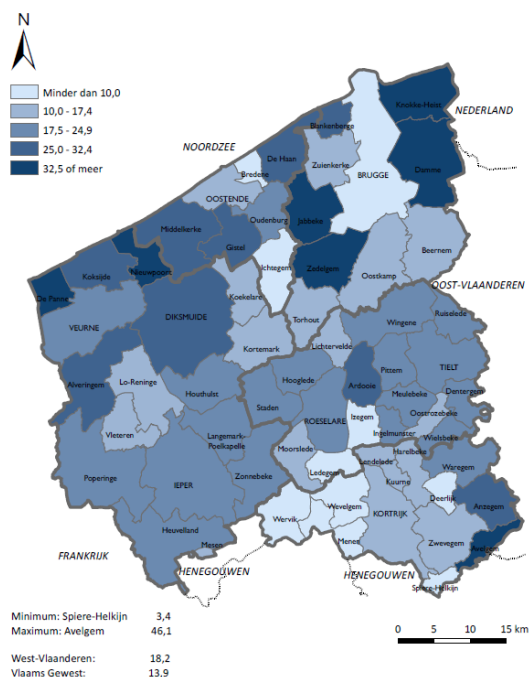 N
Minder dan 10,0
10,0 - 17,4
17,5 - 24,9
25,0 - 32,4
32,5 of meer
Knokke-Heist
NEDERLAND
Blankenberge
NOORDZEE
De Haan
Zuienkerke
Bredene
BRUGGE
Damme
OOSTENDE
Oudenburg
Jabbeke
Middelkerke
Gistel
Beernem
Ichtegem
Zedelgem
Oostkamp
Nieuwpoort
Koksijde
De Panne
OOST-VLAANDEREN
Koekelare
Torhout
Ruiselede
DIKSMUIDE
Wingene
VEURNE
Kortemark
Lichtervelde
Hooglede
Ardooie
Pittem
TIELT
Alveringem
Lo-Reninge
Houthulst
Staden
Meulebeke
Dentergem
Oostrozebeke
Izegem
ROESELARE
Ingelmunster
Wielsbeke
Vleteren
Langemark-
Poelkapelle
Moorslede
Ledegem
Lendelede
Harelbeke
Waregem
Poperinge
IEPER
Zonnebeke
Kuurne
Deerlijk
Anzegem
Wevelgem
Wervik
KORTRIJK
Heuvelland
Menen
Zwevegem
Avelgem
Mesen
FRANKRIJK
HENEGOUWEN
HENEGOUWEN
Spiere-Helkijn
Minimum: Spiere-Helkijn 3,4
Maximum: Avelgem 46,1
West-Vlaanderen: 18,2
Vlaams Gewest: 13,9
0 5 10 15 km